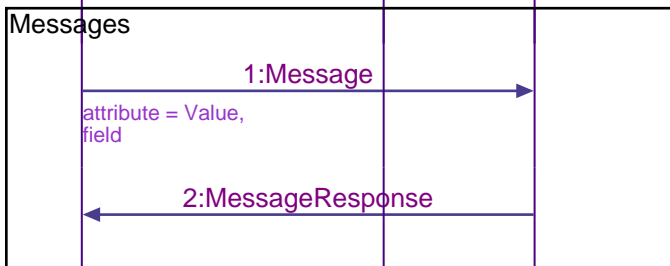 Messages
1:Message
attribute = Value,
field
2:MessageResponse